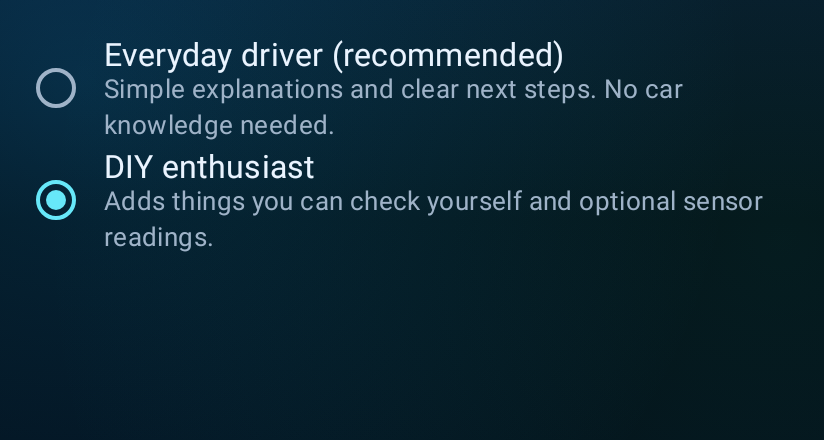 Everyday driver (recommended)
Simple explanations and clear next steps. No car
knowledge needed.
DIY enthusiast
Adds things you can check yourself and optional sensor
readings.